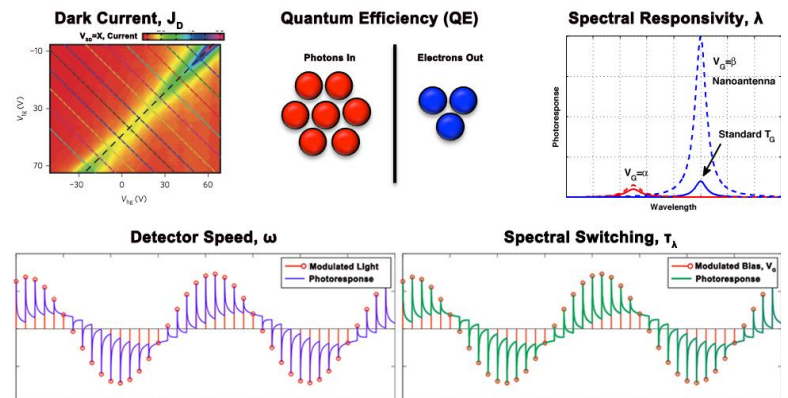 Dark Current, J_D
V_SD=X, Current
-10
30
70
V_tg (V)
-30
0
30
60
V_bg (V)
Quantum Efficiency (QE)
Photons In
Electrons Out
Spectral Responsivity, λ
V_G=β
Nanoantenna
Standard T_G
V_G=α
Photoresponse
Wavelength
Detector Speed, ω
Modulated Light
Photoresponse
Spectral Switching, τ_λ
Modulated Bias, V_G
Photoresponse